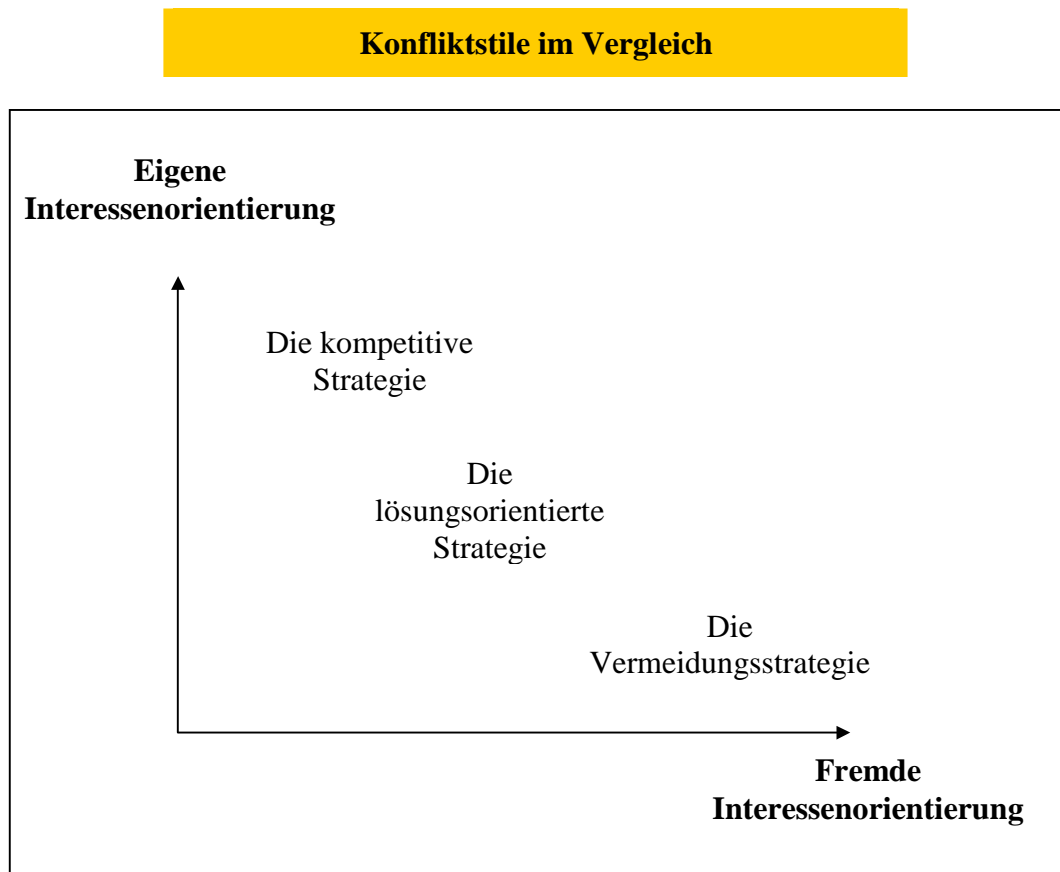 Konfliktstile im Vergleich
Eigene
Interessenorientierung
Die kompetitive
Strategie
Die
lösungsorientierte
Strategie
Die
Vermeidungsstrategie
Fremde
Interessenorientierung